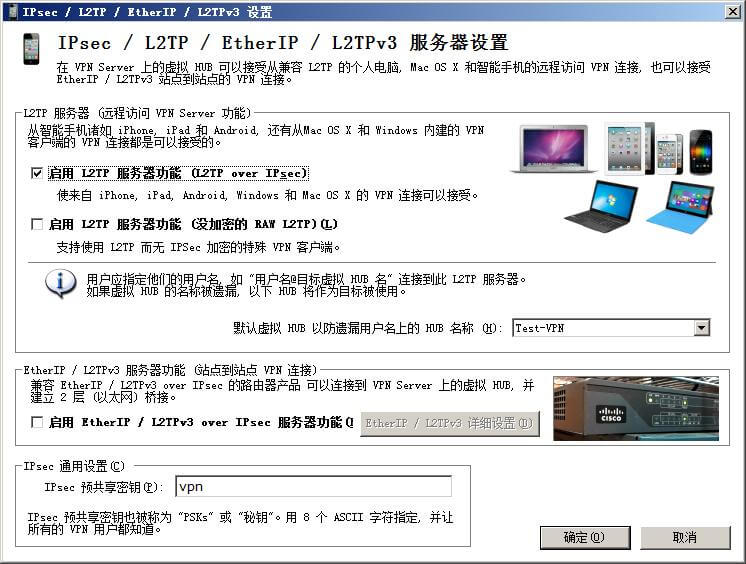 IPsec / L2TP / EtherIP / L2TPv3 设置
IPsec / L2TP / EtherIP / L2TPv3 服务器设置
在 VPN Server 上的虚拟 HUB 可以接受从兼容 L2TP 的个人电脑, Mac OS X 和智能手机的远程访问 VPN 连接, 也可以接受
EtherIP / L2TPv3 站点到站点的 VPN 连接。
L2TP 服务器 (远程访问 VPN Server 功能)
从智能手机诸如 iPhone, iPad 和 Android, 还有从Mac OS X 和 Windows 内建的 VPN
客户端的 VPN 连接都是可以接受的。
启用 L2TP 服务器功能 (L2TP over IPsec)
使来自 iPhone, iPad, Android, Windows 和 Mac OS X 的 VPN 连接可以接受。
启用 L2TP 服务器功能 (没加密的 RAW L2TP)(L)
支持使用 L2TP 而无 IPSec 加密的特殊 VPN 客户端。
用户应指定他们的用户名, 如 "用户名@目标虚拟 HUB 名" 连接到此 L2TP 服务器。
如果虚拟 HUB 的名称被遗漏, 以下 HUB 将作为目标被使用。
默认虚拟 HUB 以防遗漏用户名上的 HUB 名称 (H): Test-VPN
EtherIP / L2TPv3 服务器功能 (站点到站点 VPN 连接)
兼容 EtherIP / L2TPv3 over IPsec 的路由器产品 可以连接到 VPN Server 上的虚拟 HUB, 并
建立 2 层 (以太网) 桥接。
启用 EtherIP / L2TPv3 over IPsec 服务器功能( EtherIP / L2TPv3 详细设置(D)
CISCO
IPsec 通用设置(C)
IPsec 预共享密钥(P): vpn
IPsec 预共享密钥也被称为 "PSKs" 或 "秘钥"。用 8 个 ASCII 字符指定, 并让
所有的 VPN 用户都知道。
确定(O) 取消